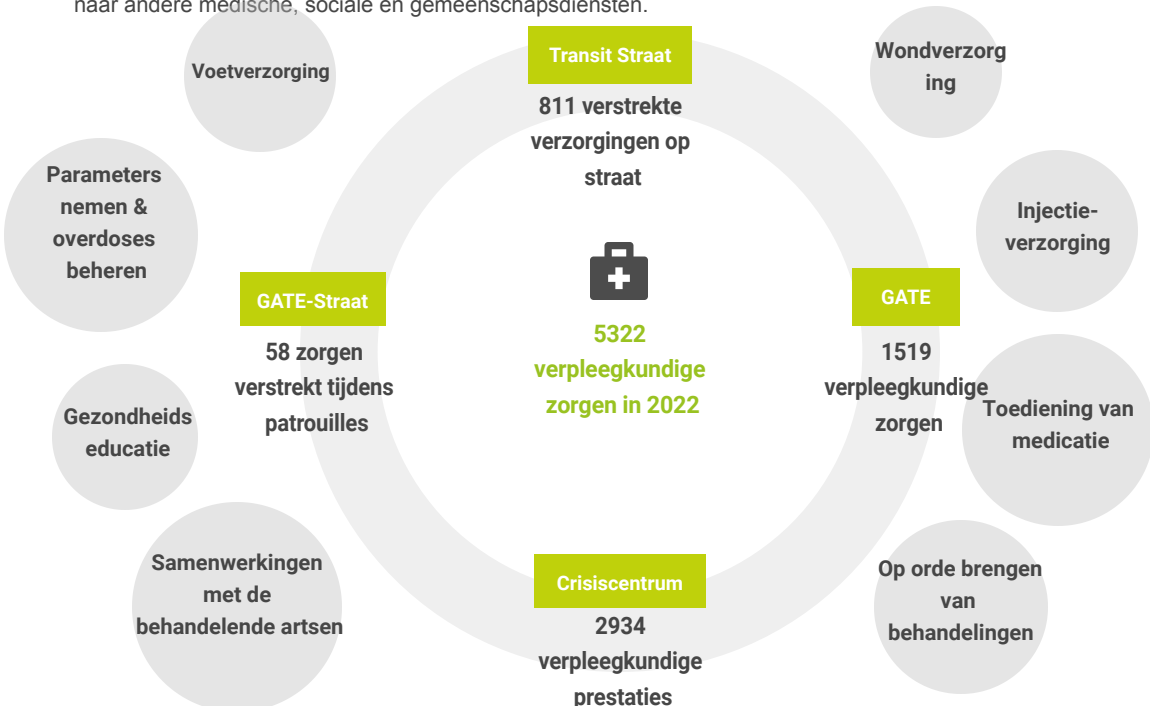 naar andere medische, sociale en gemeenschapsdiensten.
Voetverzorging
Transit Straat
811 verstrekte
verzorgingen op
straat
Wondverzorg
ing
Parameters
nemen &
overdoses
beheren
Injectie-
verzorging
GATE-Straat
58 zorgen
verstrekt tijdens
patrouilles
5322
verpleegkundige
zorgen in 2022
GATE
1519
verpleegkundige
zorgen
Gezondheids
educatie
Toediening van
medicatie
Samenwerkingen
met de
behandelende artsen
Crisiscentrum
2934
verpleegkundige
prestaties
Op orde brengen
van
behandelingen